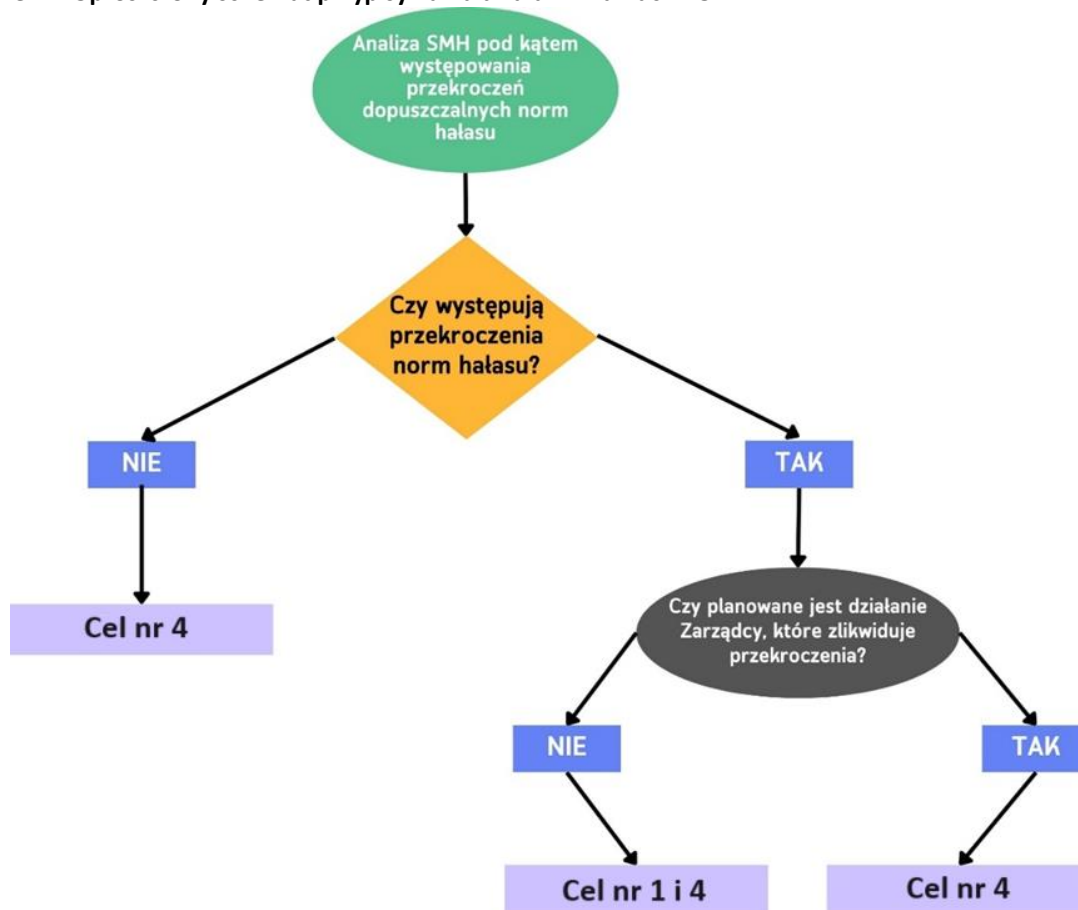 Analiza SMH pod kątem
występowania
przekroczeń
dopuszczalnych norm
hałasu
Czy występują
przekroczenia
norm hałasu?
NIE
TAK
Cel nr 4
Czy planowane jest działanie
Zarządcy, które zlikwiduje
przekroczenia?
NIE
TAK
Cel nr 1 i 4
Cel nr 4